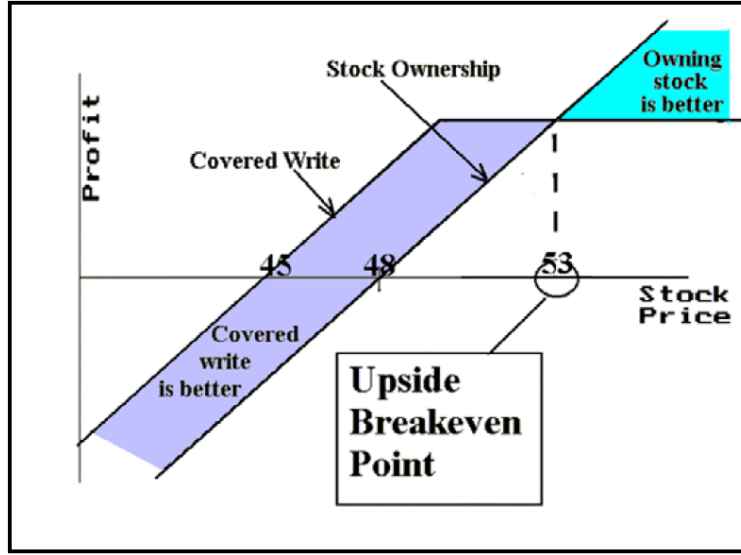 Owning
stock
is better
Stock Ownership
Profit
Covered Write
45
48
53
Stock
Price
Covered
write
is better
Upside
Breakeven
Point